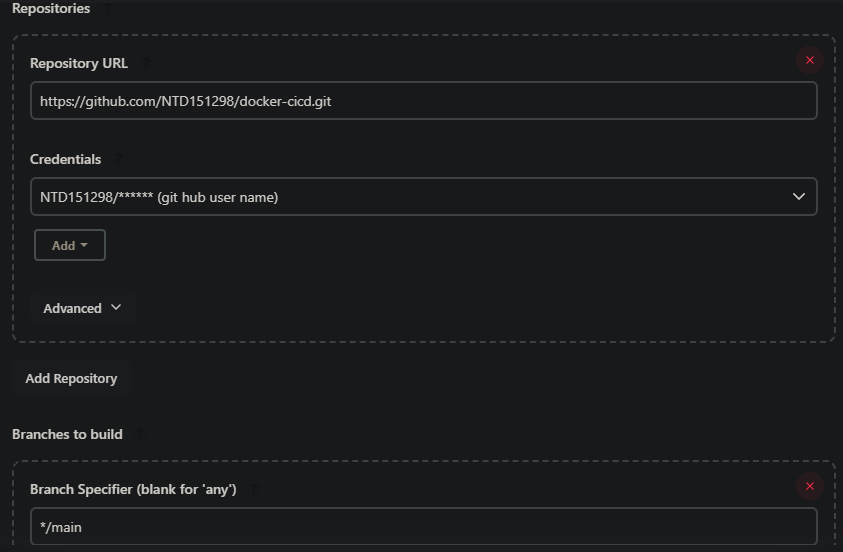 Repositories ?
Repository URL ?
https://github.com/NTD151298/docker-cicd.git
Credentials ?
NTD151298/****** (git hub user name)
Add
Advanced
Add Repository
Branches to build ?
Branch Specifier (blank for 'any') ?
*/main